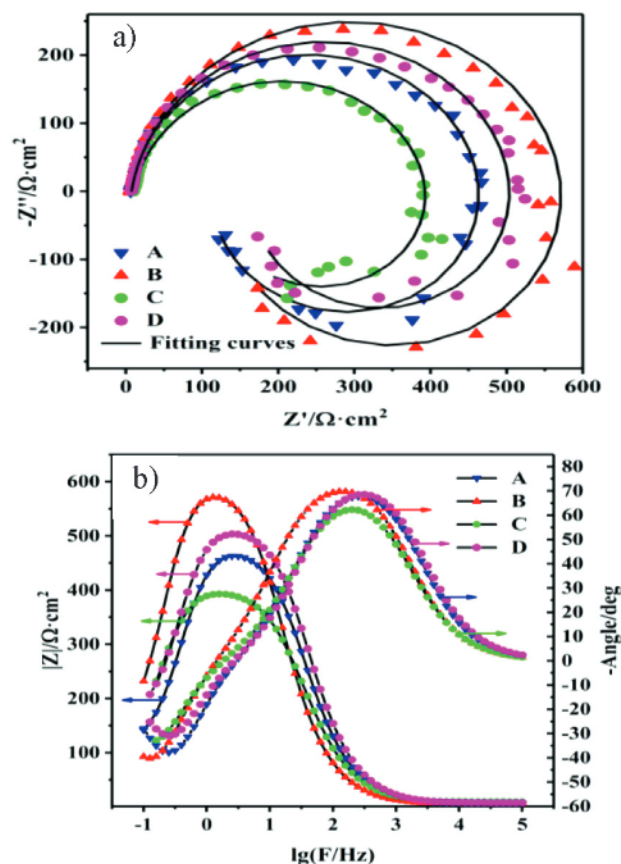 a)
-Z''/Ω·cm²
200
100
0
-100
-200
A
B
C
D
Fitting curves
0 100 200 300 400 500 600
Z'/Ω·cm²
b)
|Z|/Ω·cm²
600
500
400
300
200
100
A
B
C
D
80
70
60
50
40
30
20
10
0
-10
-20
-30
-40
-50
-60
-Angle/deg
-1 0 1 2 3 4 5
lg(F/Hz)